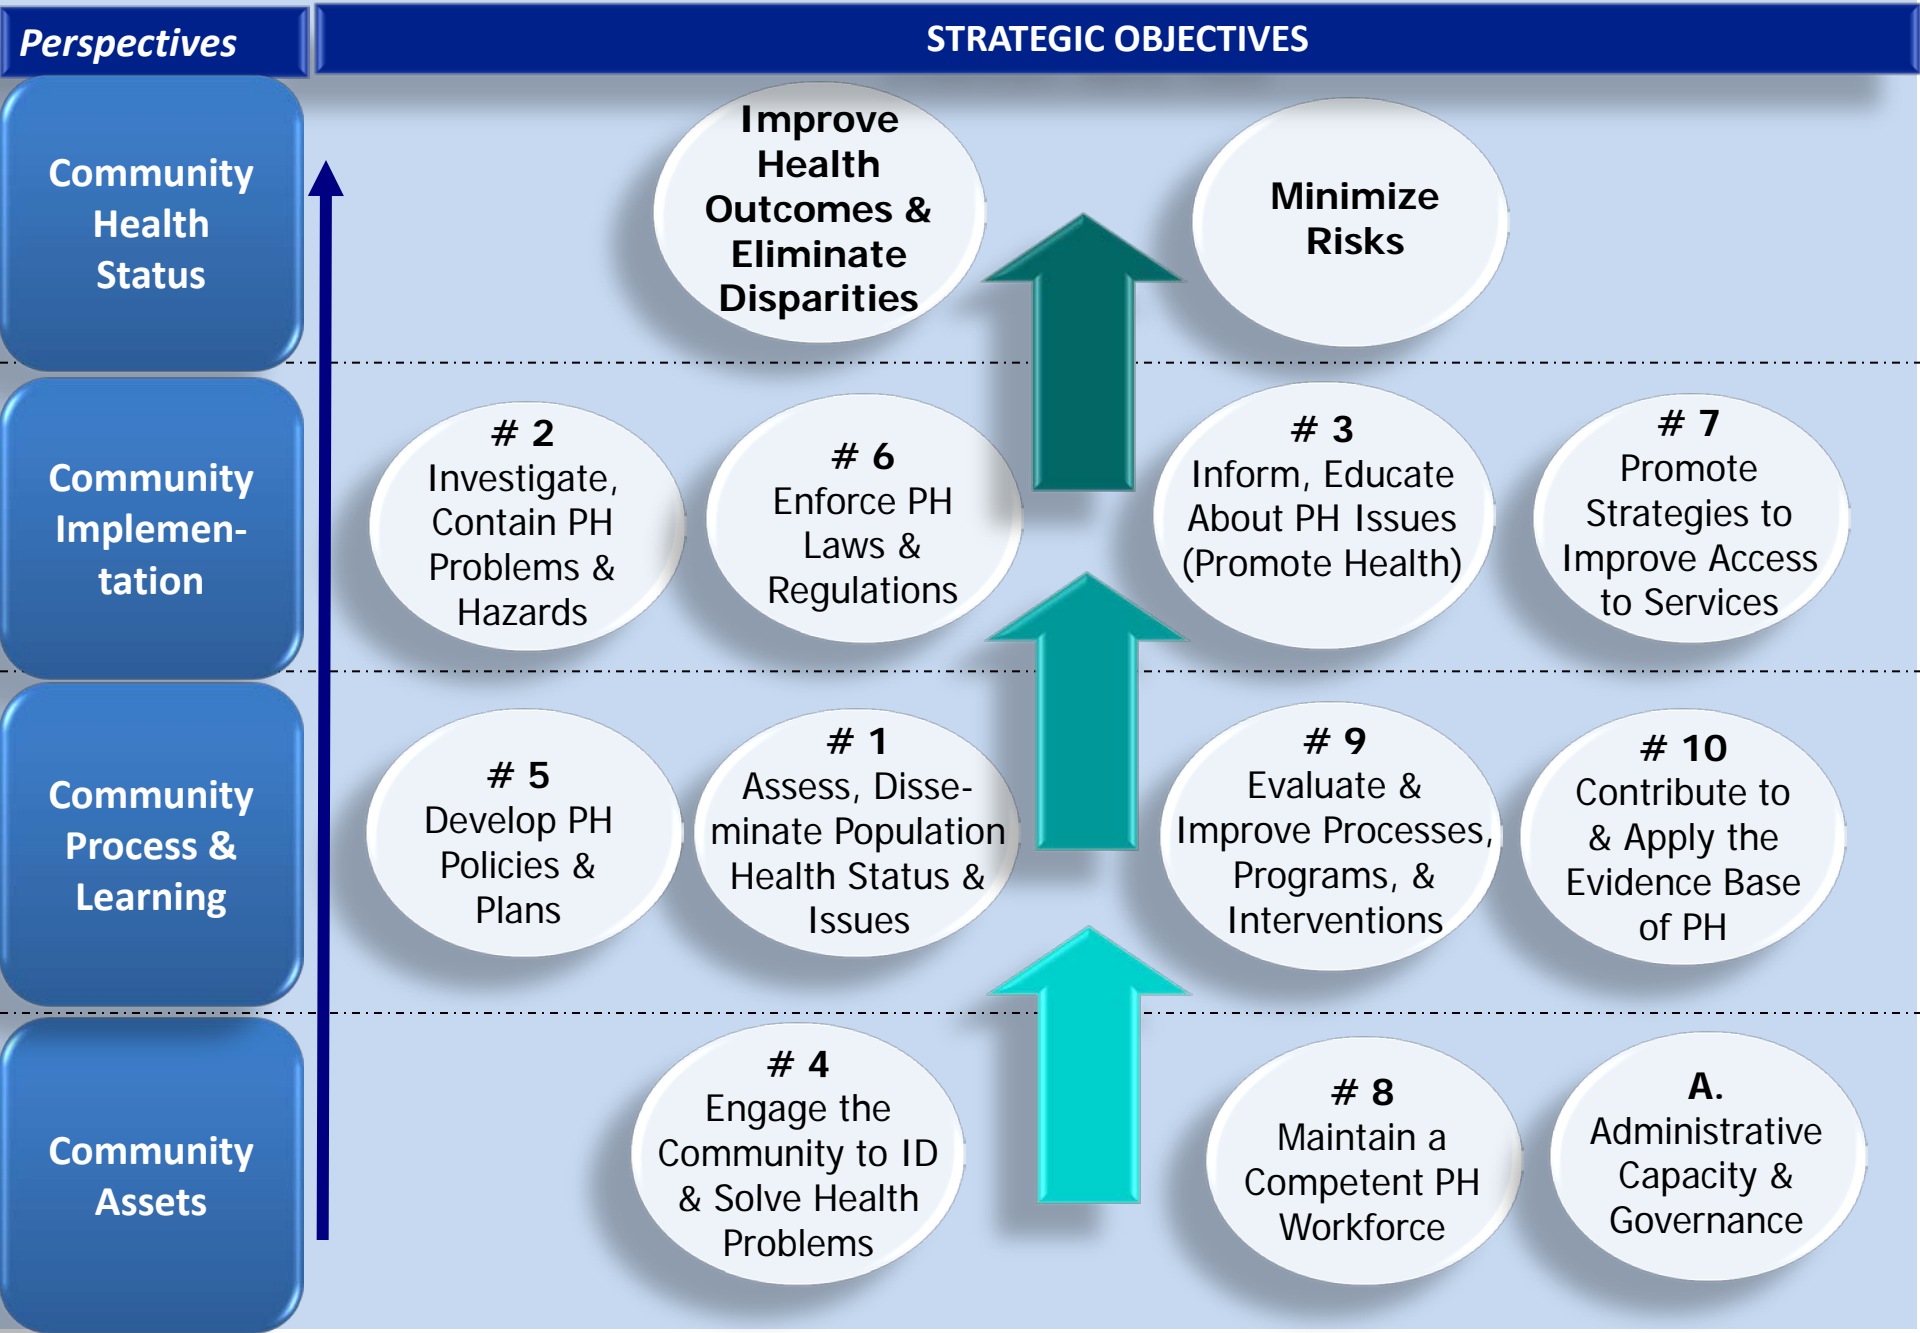 Perspectives
STRATEGIC OBJECTIVES
Community
Health
Status
Improve
Health
Outcomes &
Eliminate
Disparities
Minimize
Risks
Community
Implemen-
tation
# 2
Investigate,
Contain PH
Problems &
Hazards
# 6
Enforce PH
Laws &
Regulations
# 3
Inform, Educate
About PH Issues
(Promote Health)
# 7
Promote
Strategies to
Improve Access
to Services
Community
Process &
Learning
# 5
Develop PH
Policies &
Plans
# 1
Assess, Disse-
minate Population
Health Status &
Issues
# 9
Evaluate &
Improve Processes,
Programs, &
Interventions
# 10
Contribute to
& Apply the
Evidence Base
of PH
Community
Assets
# 4
Engage the
Community to ID
& Solve Health
Problems
# 8
Maintain a
Competent PH
Workforce
A.
Administrative
Capacity &
Governance